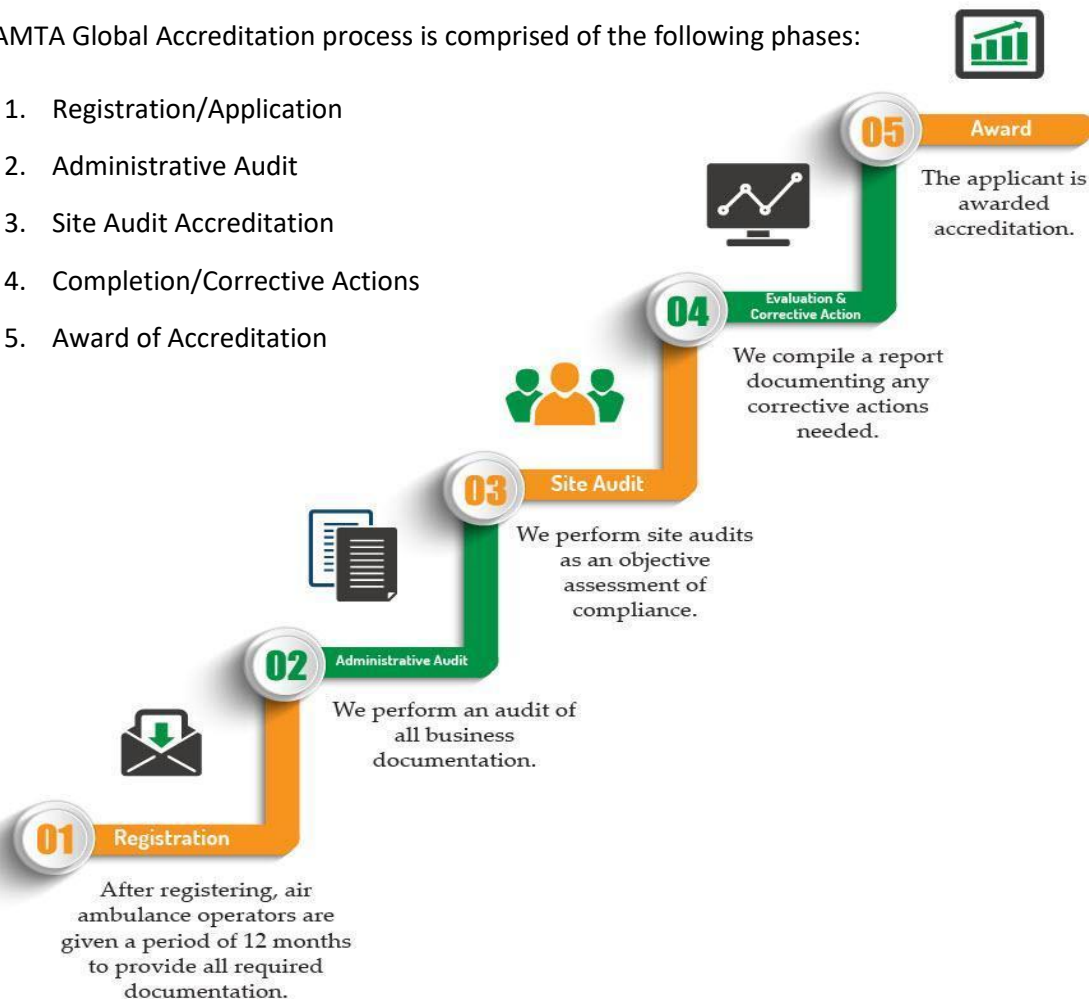 AMTA Global Accreditation process is comprised of the following phases:
1. Registration/Application
2. Administrative Audit
3. Site Audit Accreditation
4. Completion/Corrective Actions
5. Award of Accreditation
05
Award
The applicant is
awarded
accreditation.
04
Evaluation &
Corrective Action
We compile a report
documenting any
corrective actions
needed.
03
Site Audit
We perform site audits
as an objective
assessment of
compliance.
02
Administrative Audit
We perform an audit of
all business
documentation.
01
Registration
After registering, air
ambulance operators are
given a period of 12 months
to provide all required
documentation.